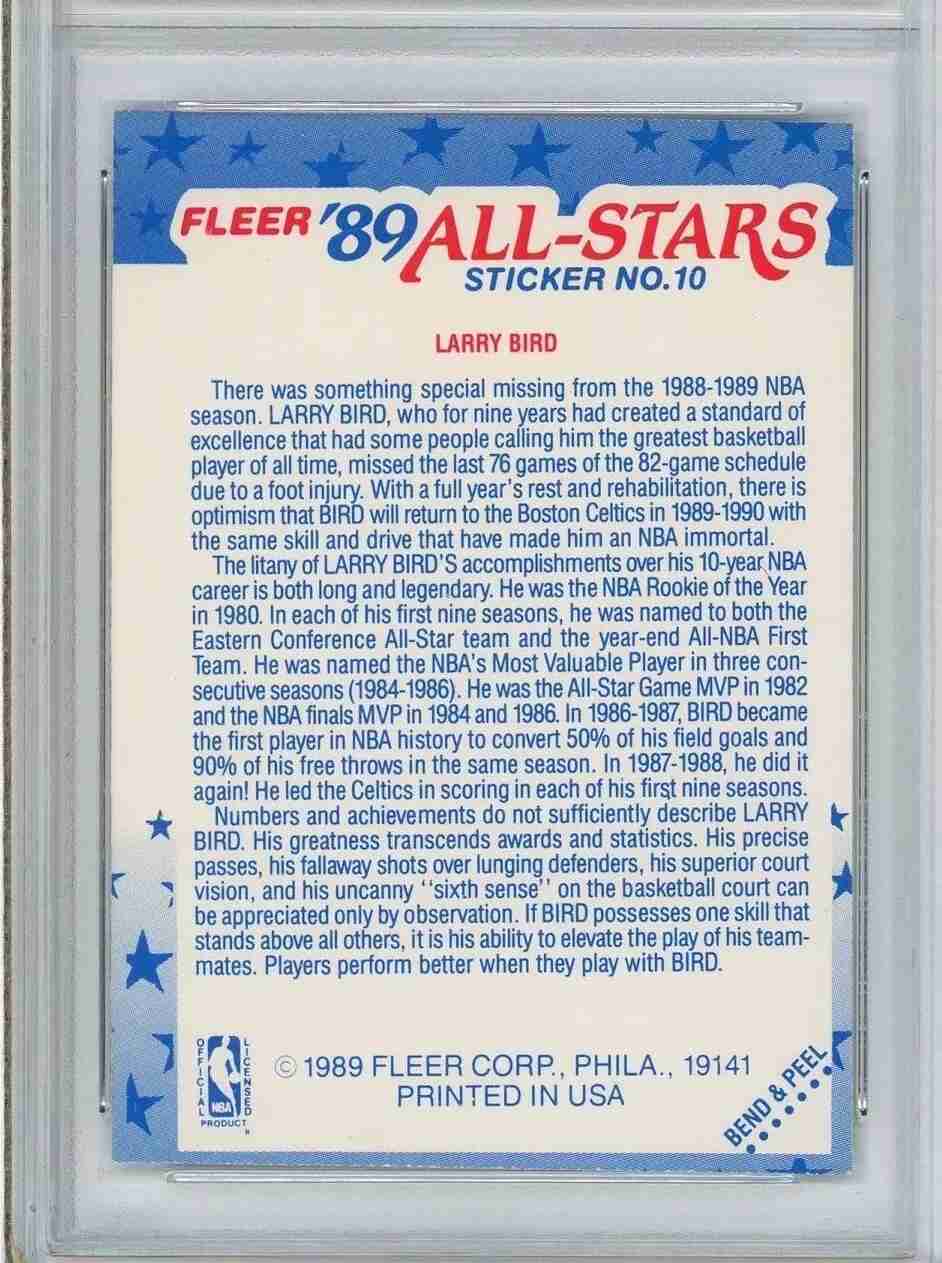 FLEER '89 ALL-STARS
STICKER NO.10
LARRY BIRD
There was something special missing from the 1988-1989 NBA
season. LARRY BIRD, who for nine years had created a standard of
excellence that had some people calling him the greatest basketball
player of all time, missed the last 76 games of the 82-game schedule
due to a foot injury. With a full year's rest and rehabilitation, there is
optimism that BIRD will return to the Boston Celtics in 1989-1990 with
the same skill and drive that have made him an NBA immortal.
The litany of LARRY BIRD'S accomplishments over his 10-year NBA
career is both long and legendary. He was the NBA Rookie of the Year
in 1980. In each of his first nine seasons, he was named to both the
Eastern Conference All-Star team and the year-end All-NBA First
Team. He was named the NBA's Most Valuable Player in three con-
secutive seasons (1984-1986). He was the All-Star Game MVP in 1982
and the NBA finals MVP in 1984 and 1986. In 1986-1987, BIRD became
the first player in NBA history to convert 50% of his field goals and
90% of his free throws in the same season. In 1987-1988, he did it
again! He led the Celtics in scoring in each of his first nine seasons.
Numbers and achievements do not sufficiently describe LARRY
BIRD. His greatness transcends awards and statistics. His precise
passes, his fallaway shots over lunging defenders, his superior court
vision, and his uncanny ''sixth sense'' on the basketball court can
be appreciated only by observation. If BIRD possesses one skill that
stands above all others, it is his ability to elevate the play of his team-
mates. Players perform better when they play with BIRD.
OFFICIAL
LICENSED
NBA
PRODUCT
© 1989 FLEER CORP., PHILA., 19141
PRINTED IN USA
BEND & PEEL